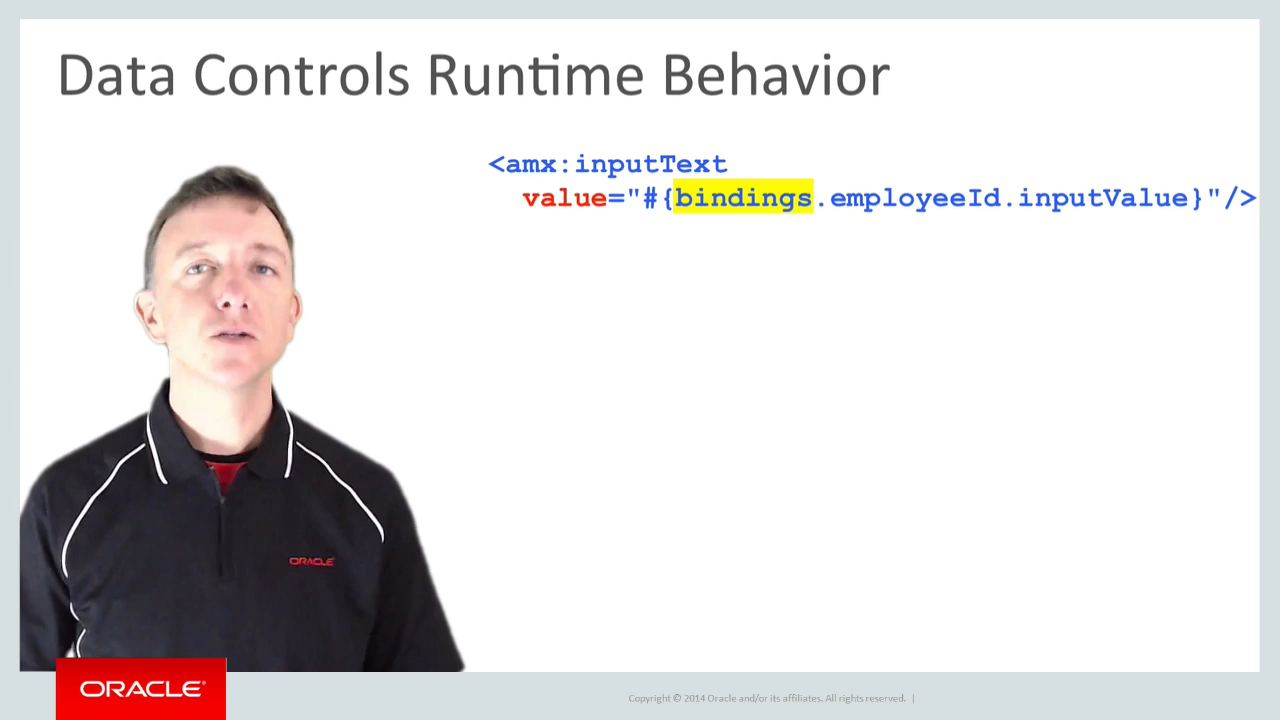 Data Controls Runtime Behavior
<amx:inputText
value="#{bindings.employeeId.inputValue}"/>
ORACLE
ORACLE
Copyright © 2014 Oracle and/or its affiliates. All rights reserved. |